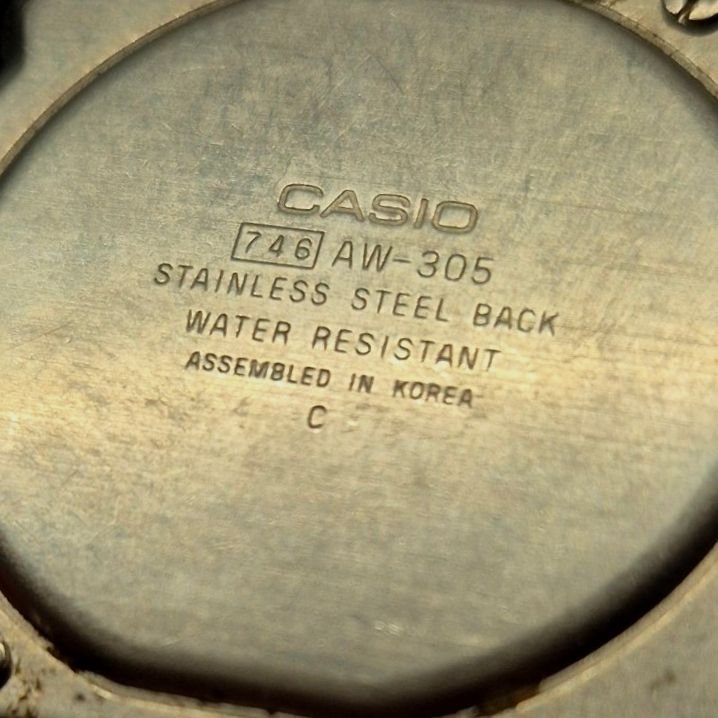 CASIO
746 AW-305
STAINLESS STEEL BACK
WATER RESISTANT
ASSEMBLED IN KOREA
C